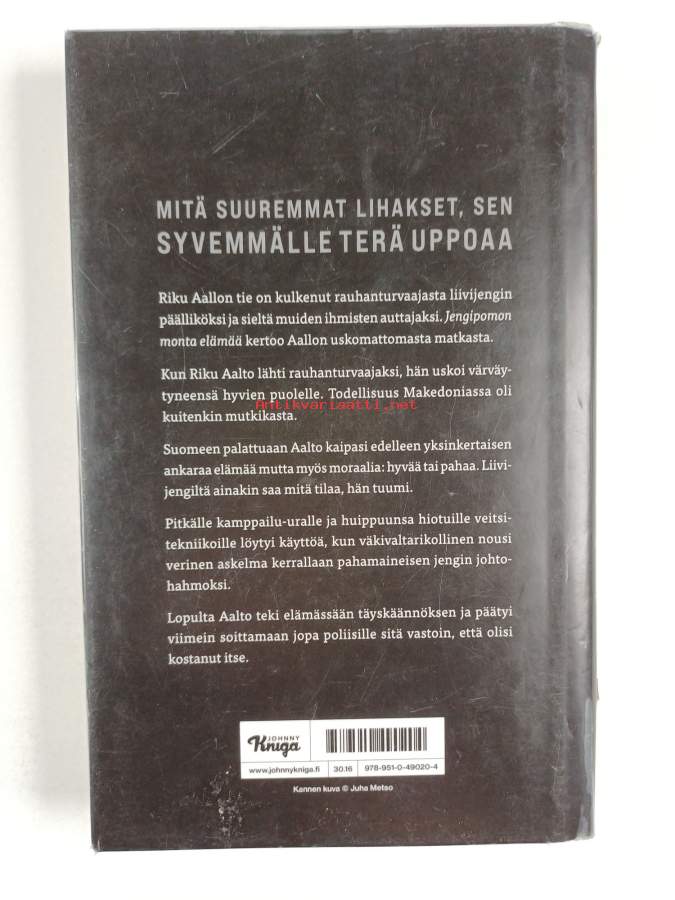 MITÄ SUUREMMAT LIHAKSET, SEN
SYVEMMÄLLE TERÄ UPPOAA
Riku Aallon tie on kulkenut rauhanturvaajasta liivijengin
päälliköksi ja sieltä muiden ihmisten auttajaksi. Jengipomon
monta elämää kertoo Aallon uskomattomasta matkasta.
Kun Riku Aalto lähti rauhanturvaajaksi, hän uskoi värväy-
tyneensä hyvien puolelle. Todellisuus Makedoniassa oli
Antikvariaatti.net
kuitenkin mutkikasta.
Suomeen palattuaan Aalto kaipasi edelleen yksinkertaisen
ankaraa elämää mutta myös moraalia: hyvää tai pahaa. Liivi-
jengiltä ainakin saa mitä tilaa, hän tuumi.
Pitkälle kamppailu-uralle ja huippuunsa hiotuille veitsi-
tekniikoille löytyi käyttöä, kun väkivaltarikollinen nousi
verinen askelma kerrallaan pahamaineisen jengin johto-
hahmoksi.
Lopulta Aalto teki elämässään täyskäännöksen ja päätyi
viimein soittamaan jopa poliisille sitä vastoin, että olisi
kostanut itse.
JOHNNY
Kniga
www.johnnykniga.fi 30.16 978-951-0-49020-4
Kannen kuva © Juha Metso